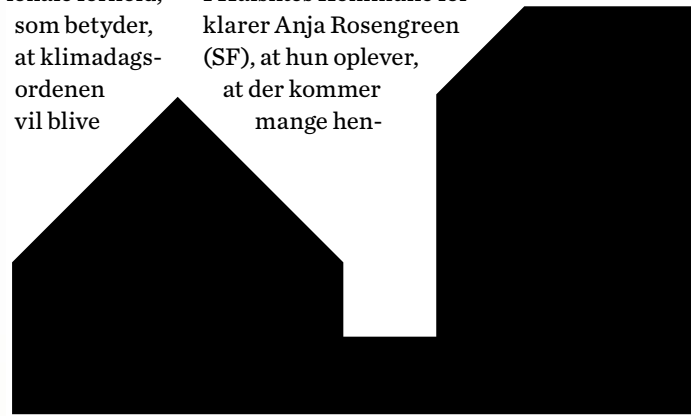 som betyder,
at klimadags-
ordenen
vil blive
klarer Anja Rosengreen
(SF), at hun oplever,
at der kommer
mange hen-